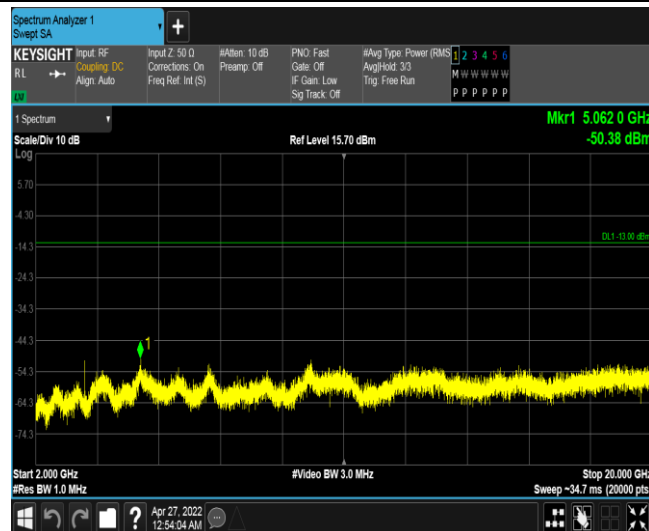 Spectrum Analyzer 1
Swept SA
+
KEYSIGHT
RL
LXI
Input: RF
Coupling: DC
Align: Auto
Input Z: 50 Ω
Corrections: On
Freq Ref: Int (S)
#Atten: 10 dB
Preamp: Off
PNO: Fast
Gate: Off
IF Gain: Low
Sig Track: Off
#Avg Type: Power (RMS
Avg|Hold: 3/3
Trig: Free Run
1 2 3 4 5 6
M W W W W W
P P P P P P
1 Spectrum
Mkr1 5.062 0 GHz
-50.38 dBm
Scale/Div 10 dB
Ref Level 15.70 dBm
Log
5.70
-4.30
DL1 -13.00 dBm
-14.3
-24.3
-34.3
-44.3
1
-54.3
-64.3
-74.3
Start 2.000 GHz
#Video BW 3.0 MHz
Stop 20.000 GHz
#Res BW 1.0 MHz
Sweep ~34.7 ms (20000 pts
?
Apr 27, 2022
12:54:04 AM